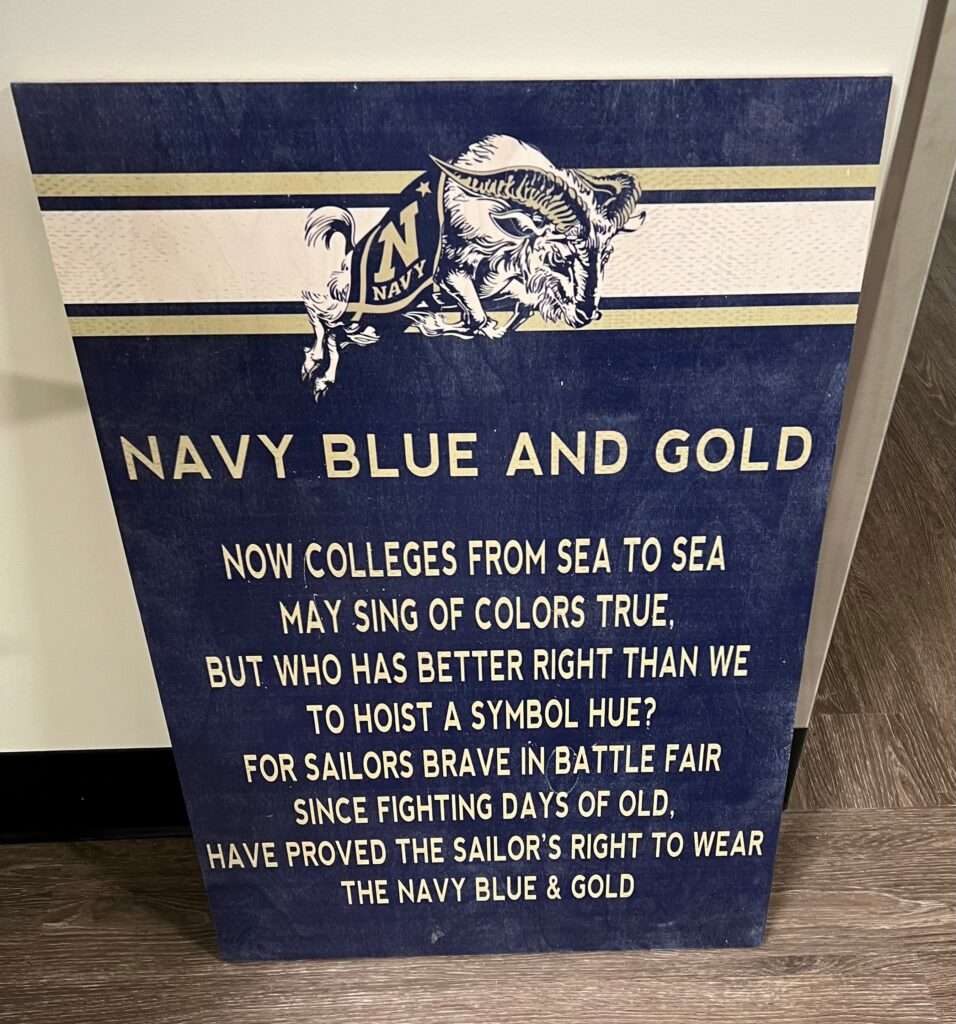 N
NAVY
NAVY BLUE AND GOLD
NOW COLLEGES FROM SEA TO SEA
MAY SING OF COLORS TRUE,
BUT WHO HAS BETTER RIGHT THAN WE
TO HOIST A SYMBOL HUE?
FOR SAILORS BRAVE IN BATTLE FAIR
SINCE FIGHTING DAYS OF OLD,
HAVE PROVED THE SAILOR'S RIGHT TO WEAR
THE NAVY BLUE & GOLD